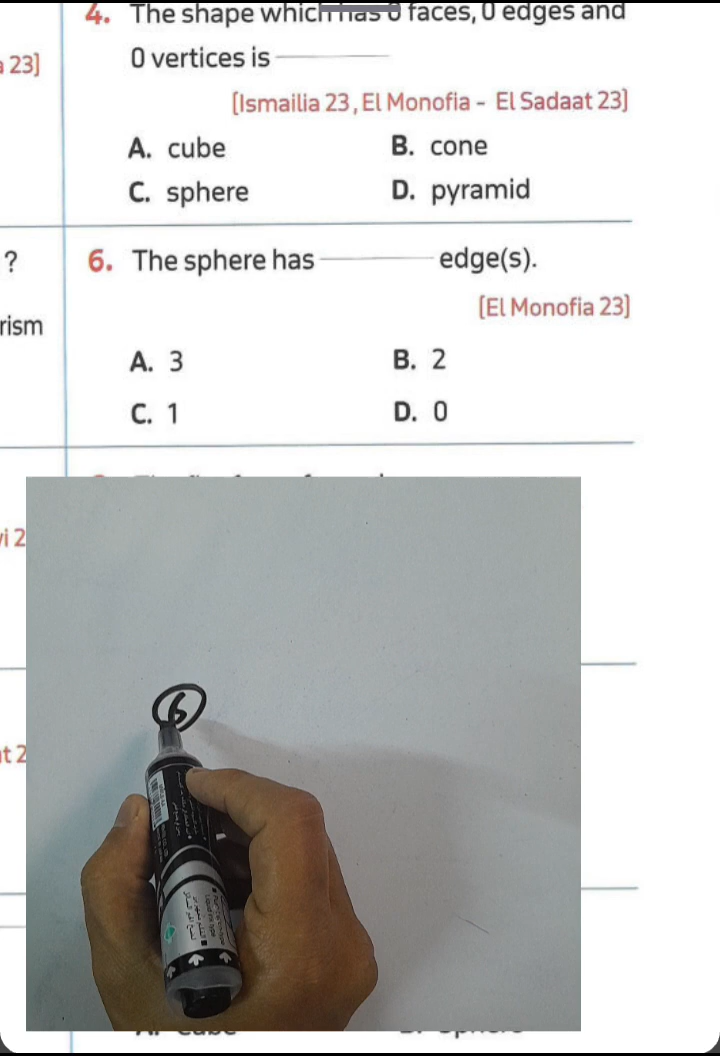 4. The shape which has 0 faces, 0 edges and
0 vertices is
23]
[Ismailia 23, El Monofia - El Sadaat 23]
A. cube B. cone
C. sphere D. pyramid
?
6. The sphere has edge(s).
[El Monofia 23]
rism
A. 3 B. 2
C. 1 D. 0
6